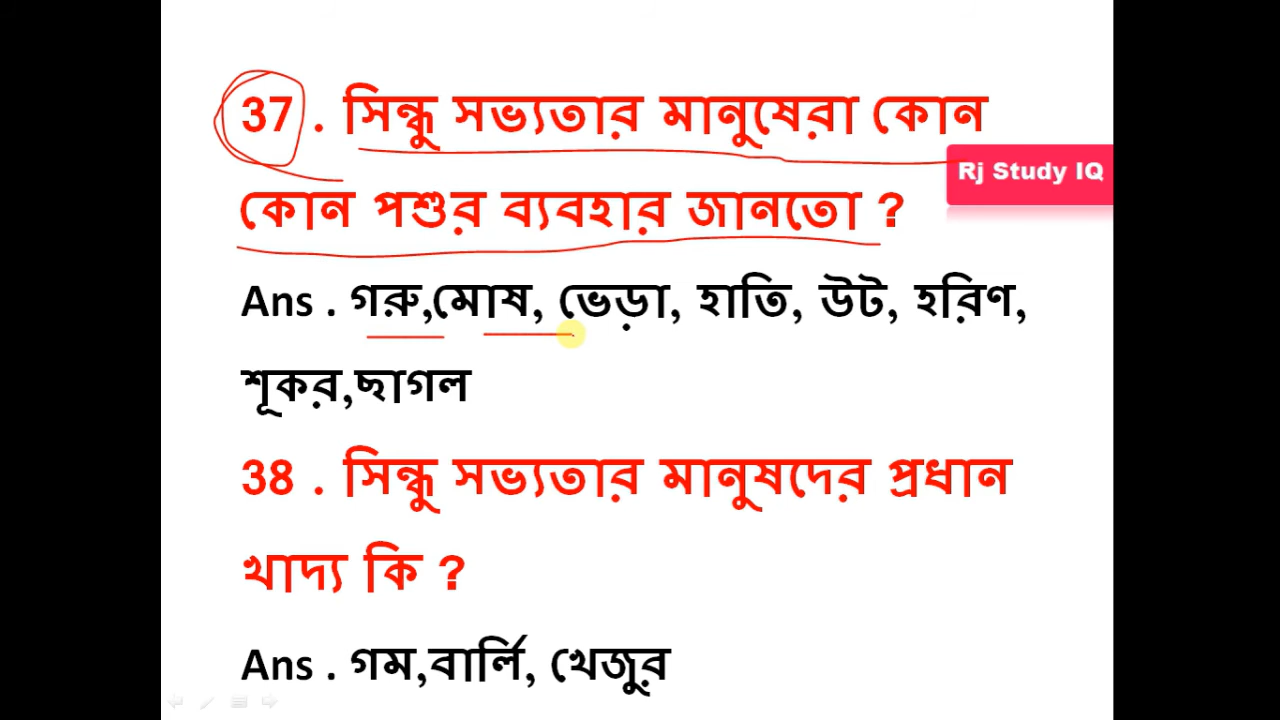 37 . সিন্ধু সভ্যতার মানুষেরা কোন
Rj Study IQ
কোন পশুর ব্যবহার জানতো ?
Ans . গরু,মোষ, ভেড়া, হাতি, উট, হরিণ,
শূকর,ছাগল
38 . সিন্ধু সভ্যতার মানুষদের প্রধান
খাদ্য কি ?
Ans . গম,বার্লি, খেজুর